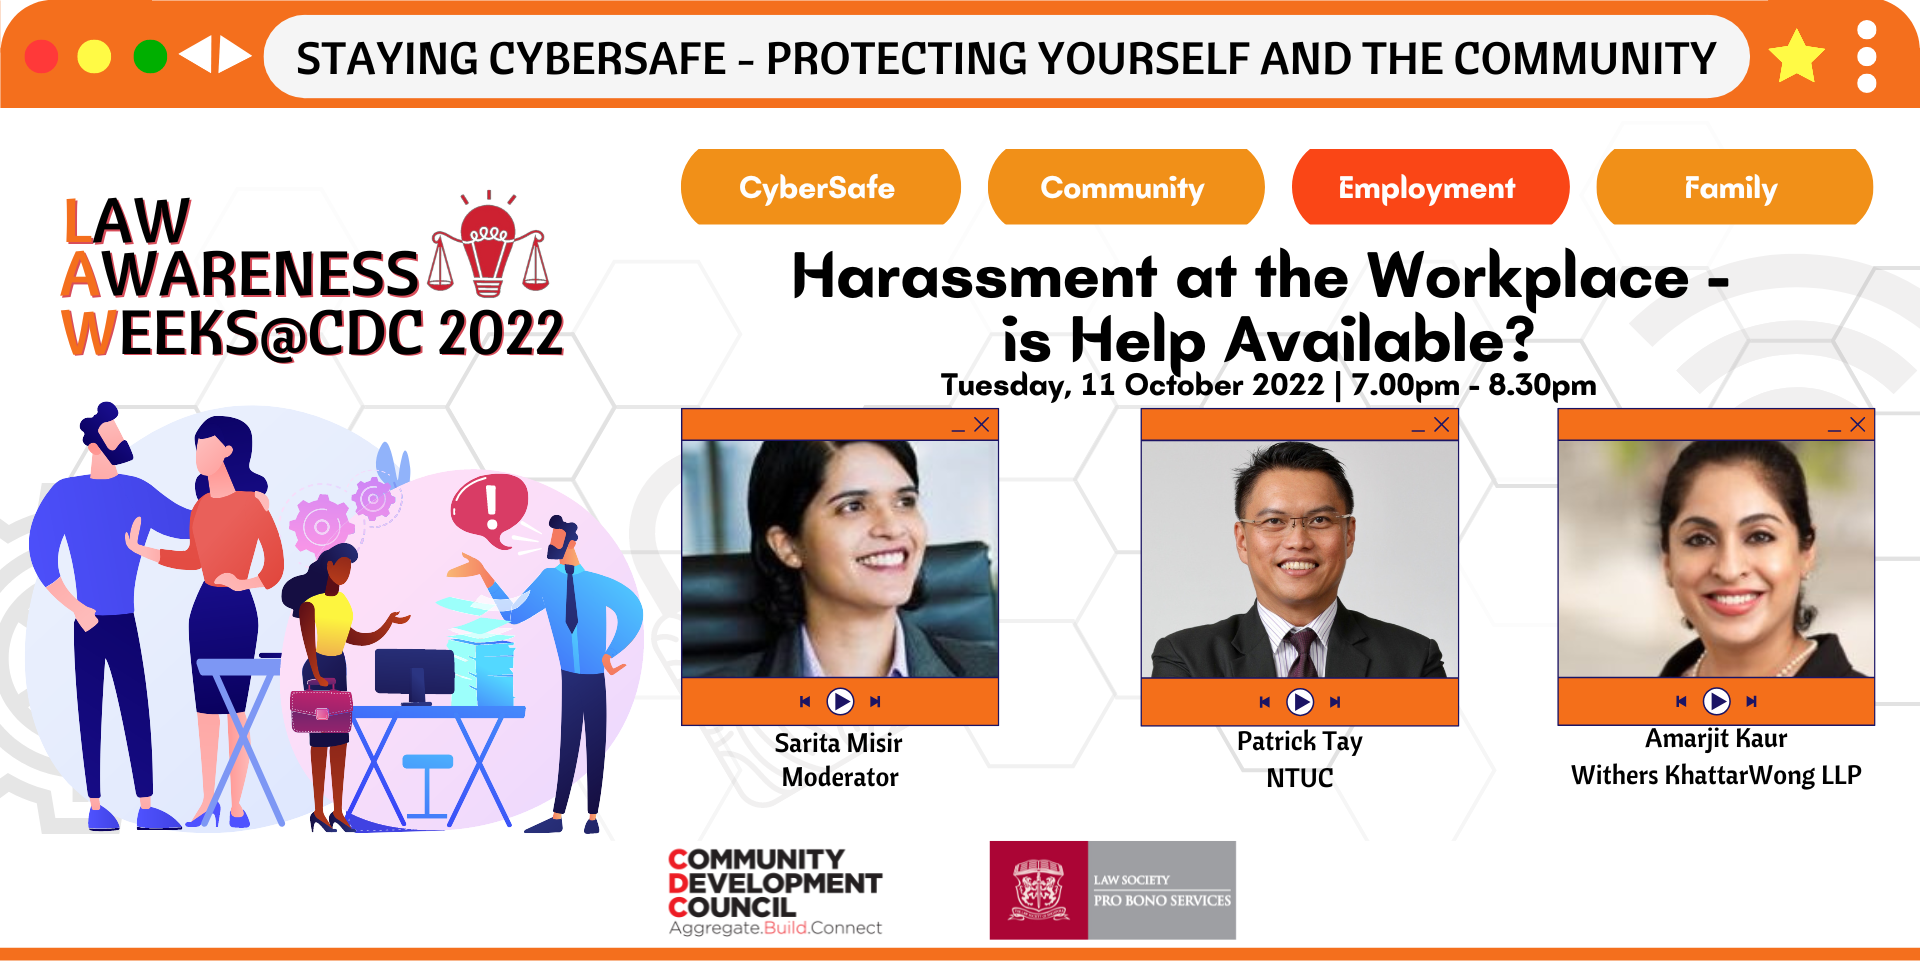 STAYING CYBERSAFE - PROTECTING YOURSELF AND THE COMMUNITY
CyberSafe
Community
Employment
Family
LAW
AWARENESS
WEEKS@CDC 2022
Harassment at the Workplace -
is Help Available?
Tuesday, 11 October 2022 | 7.00pm - 8.30pm
!
Sarita Misir
Moderator
Patrick Tay
NTUC
Amarjit Kaur
Withers KhattarWong LLP
COMMUNITY
DEVELOPMENT
COUNCIL
Aggregate.Build.Connect
LAW SOCIETY
PRO BONO SERVICES